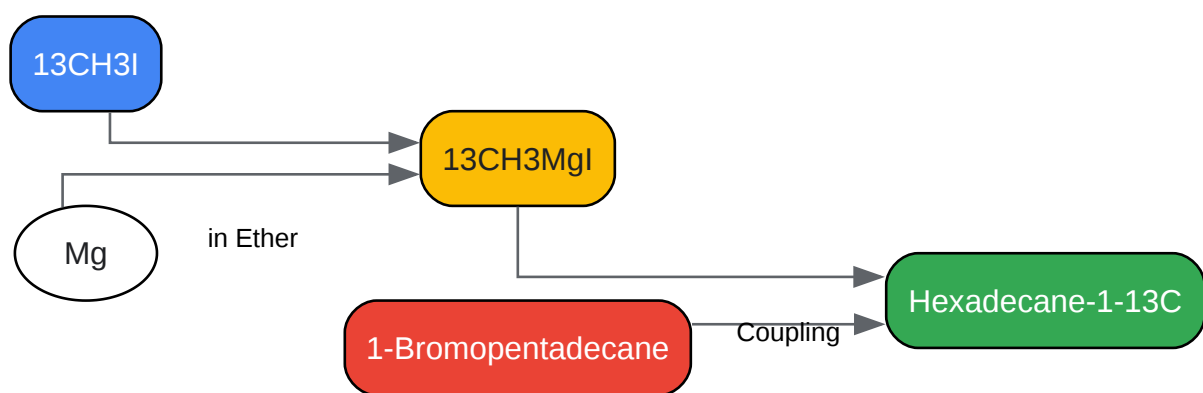 13CH3I
13CH3MgI
in Ether
Mg
Hexadecane-1-13C
Coupling
1-Bromopentadecane